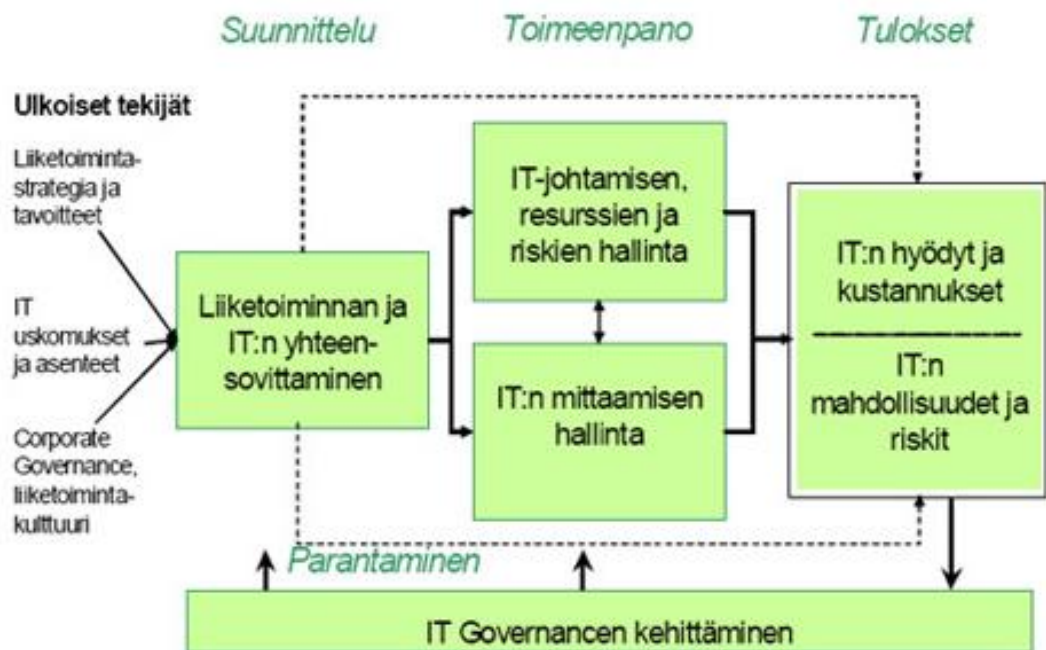 Suunnittelu
Toimeenpano
Tulokset
Ulkoiset tekijät
Liiketoiminta-
strategia ja
tavoitteet
IT
uskomukset
ja asenteet
Corporate
Governance,
liiketoiminta-
kulttuuri
Liiketoiminnan ja
IT:n yhteen-
sovittaminen
IT-johtamisen,
resurssien ja
riskien hallinta
IT:n mittaamisen
hallinta
IT:n hyödyt ja
kustannukset
IT:n
mahdollisuudet ja
riskit
Parantaminen
IT Governancen kehittäminen